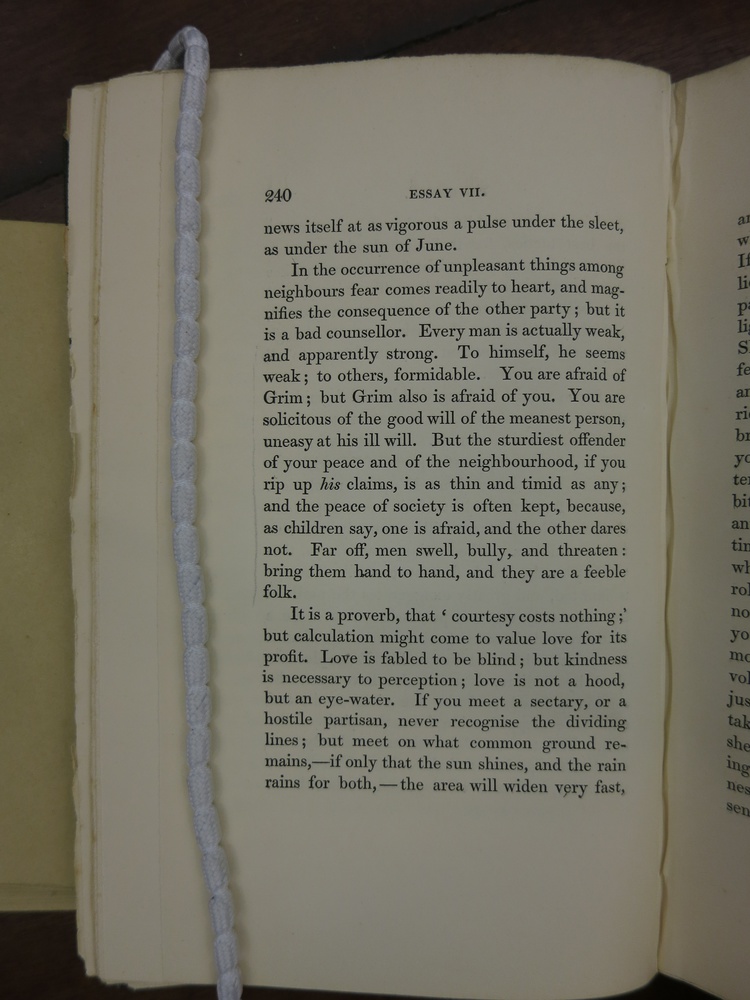 240 ESSAY VII.
news itself at as vigorous a pulse under the sleet,
as under the sun of June.
In the occurrence of unpleasant things among
neighbours fear comes readily to heart, and mag-
nifies the consequence of the other party; but it
is a bad counsellor. Every man is actually weak,
and apparently strong. To himself, he seems
weak; to others, formidable. You are afraid of
Grim; but Grim also is afraid of you. You are
solicitous of the good will of the meanest person,
uneasy at his ill will. But the sturdiest offender
of your peace and of the neighbourhood, if you
rip up his claims, is as thin and timid as any;
and the peace of society is often kept, because,
as children say, one is afraid, and the other dares
not. Far off, men swell, bully, and threaten:
bring them hand to hand, and they are a feeble
folk.
It is a proverb, that ‘ courtesy costs nothing;’
but calculation might come to value love for its
profit. Love is fabled to be blind; but kindness
is necessary to perception; love is not a hood,
but an eye-water. If you meet a sectary, or a
hostile partisan, never recognise the dividing
lines; but meet on what common ground re-
mains,—if only that the sun shines, and the rain
rains for both,—the area will widen very fast,